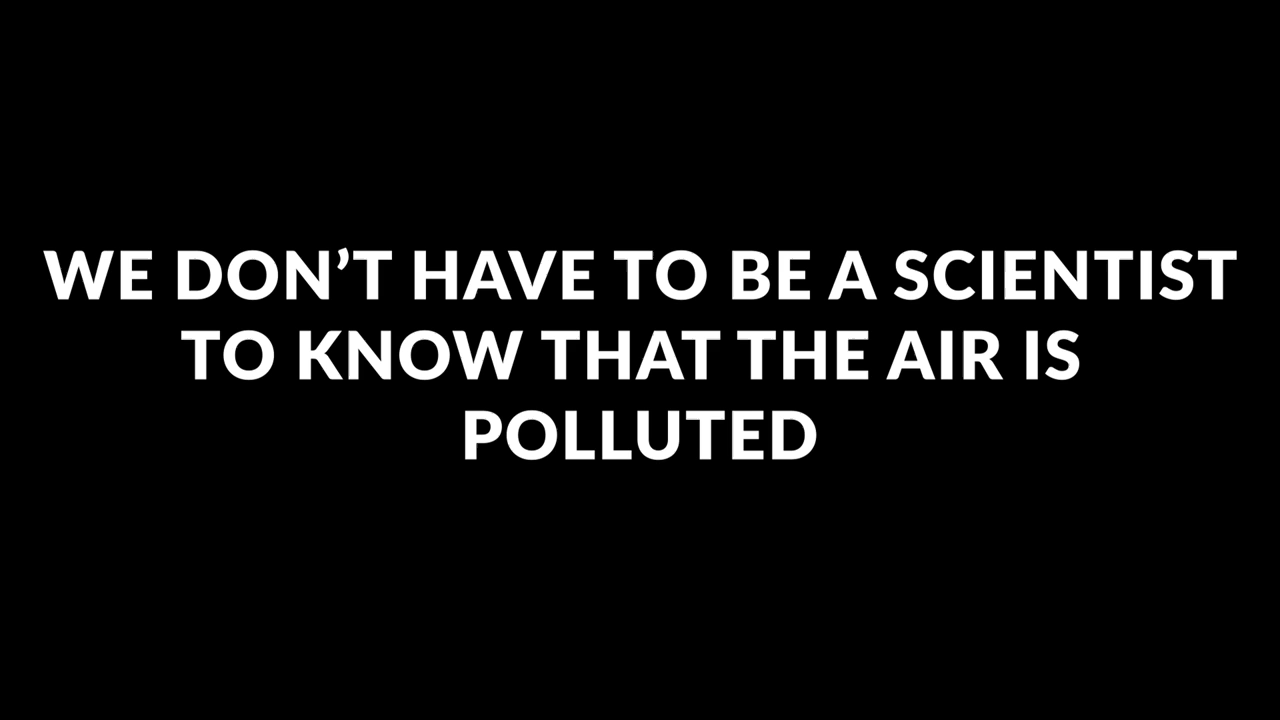 WE DON’T HAVE TO BE A SCIENTIST
TO KNOW THAT THE AIR IS
POLLUTED